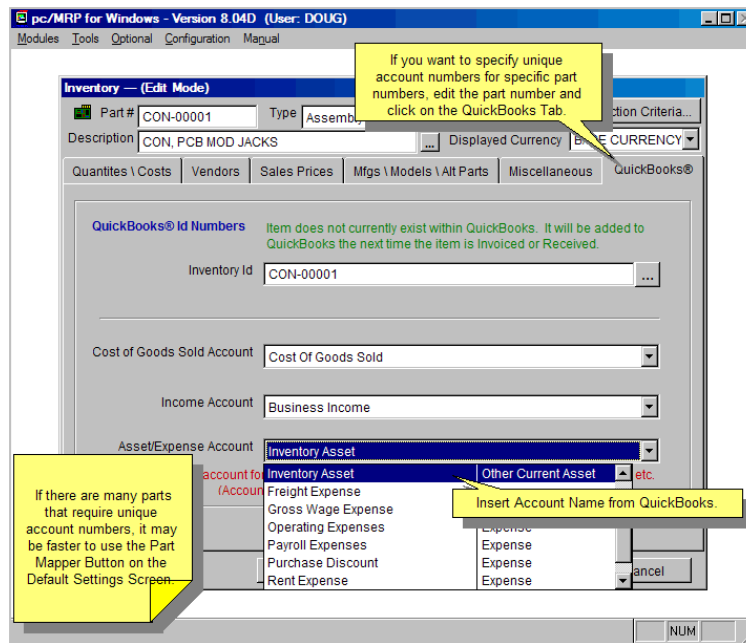 pc/MRP for Windows - Version 8.04D (User: DOUG)
Modules Tools Optional Configuration Manual
If you want to specify unique
account numbers for specific part
numbers, edit the part number and
click on the QuickBooks Tab.
Inventory — (Edit Mode)
Part # CON-00001 Type Assembly
ction Criteria...
Description CON, PCB MOD JACKS ... Displayed Currency BASE CURRENCY
Quantites \ Costs Vendors Sales Prices Mfgs \ Models \ Alt Parts Miscellaneous QuickBooks®
QuickBooks® Id Numbers
Item does not currently exist within QuickBooks. It will be added to
QuickBooks the next time the item is Invoiced or Received.
Inventory Id CON-00001 ...
Cost of Goods Sold Account Cost Of Goods Sold
Income Account Business Income
Asset/Expense Account Inventory Asset
account fo
etc.
(Accoun
Inventory Asset Other Current Asset
Freight Expense
Gross Wage Expense
Operating Expenses Expense
Payroll Expenses Expense
Purchase Discount Expense
Rent Expense Expense
Insert Account Name from QuickBooks.
If there are many parts
that require unique
account numbers, it may
be faster to use the Part
Mapper Button on the
Default Settings Screen.
ancel
NUM